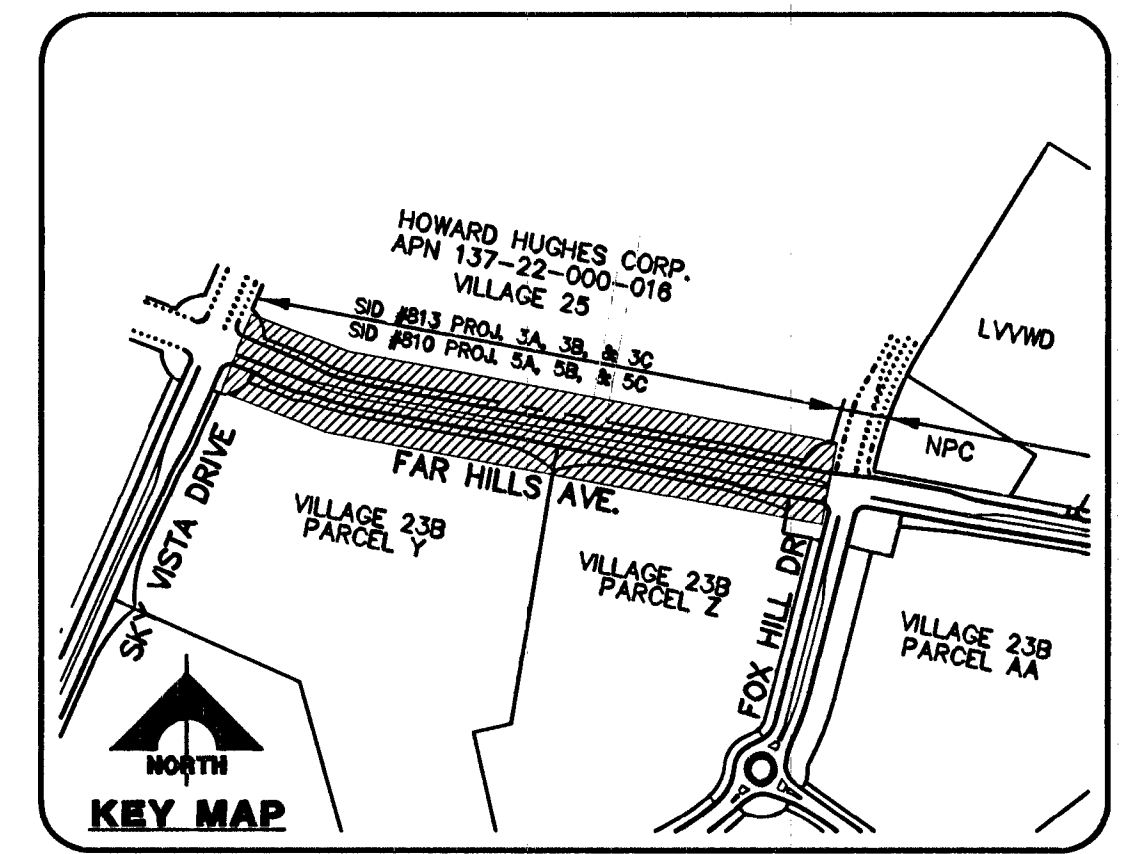 HOWARD HUGHES CORP.
APN 137-22-000-016
VILLAGE 25
SID #813 PROJ. 3A, 3B, & 3C
SID #810 PROJ. 5A, 5B, & 5C
LVVWD
NPC
FAR HILLS AVE.
VISTA DRIVE
SKY
VILLAGE 23B
PARCEL Y
VILLAGE 23B
PARCEL Z
FOX HILL DR
VILLAGE 23B
PARCEL AA
NORTH
KEY MAP